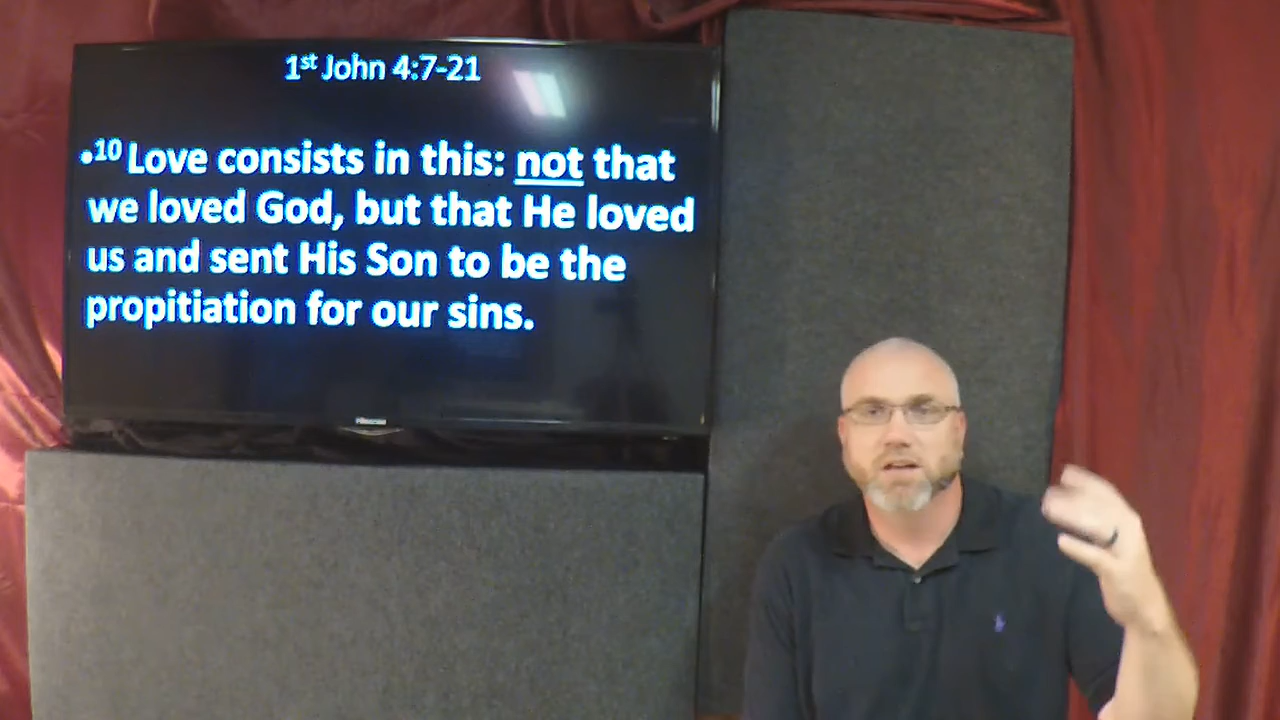 1st John 4:7-21
•10 Love consists in this: not that
we loved God, but that He loved
us and sent His Son to be the
propitiation for our sins.
Hisense